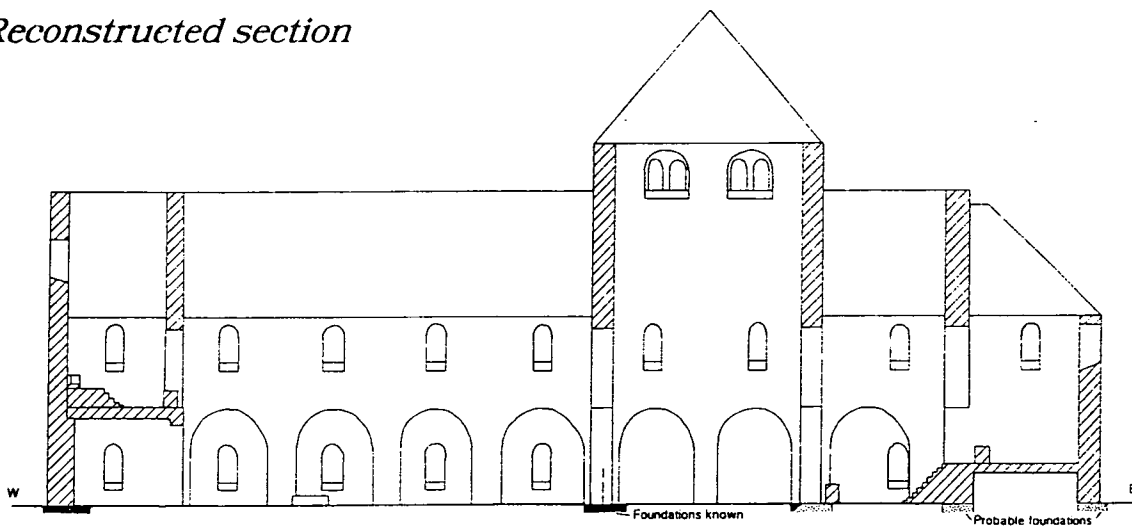 Reconstructed section
W
E
Foundations known
Probable foundations